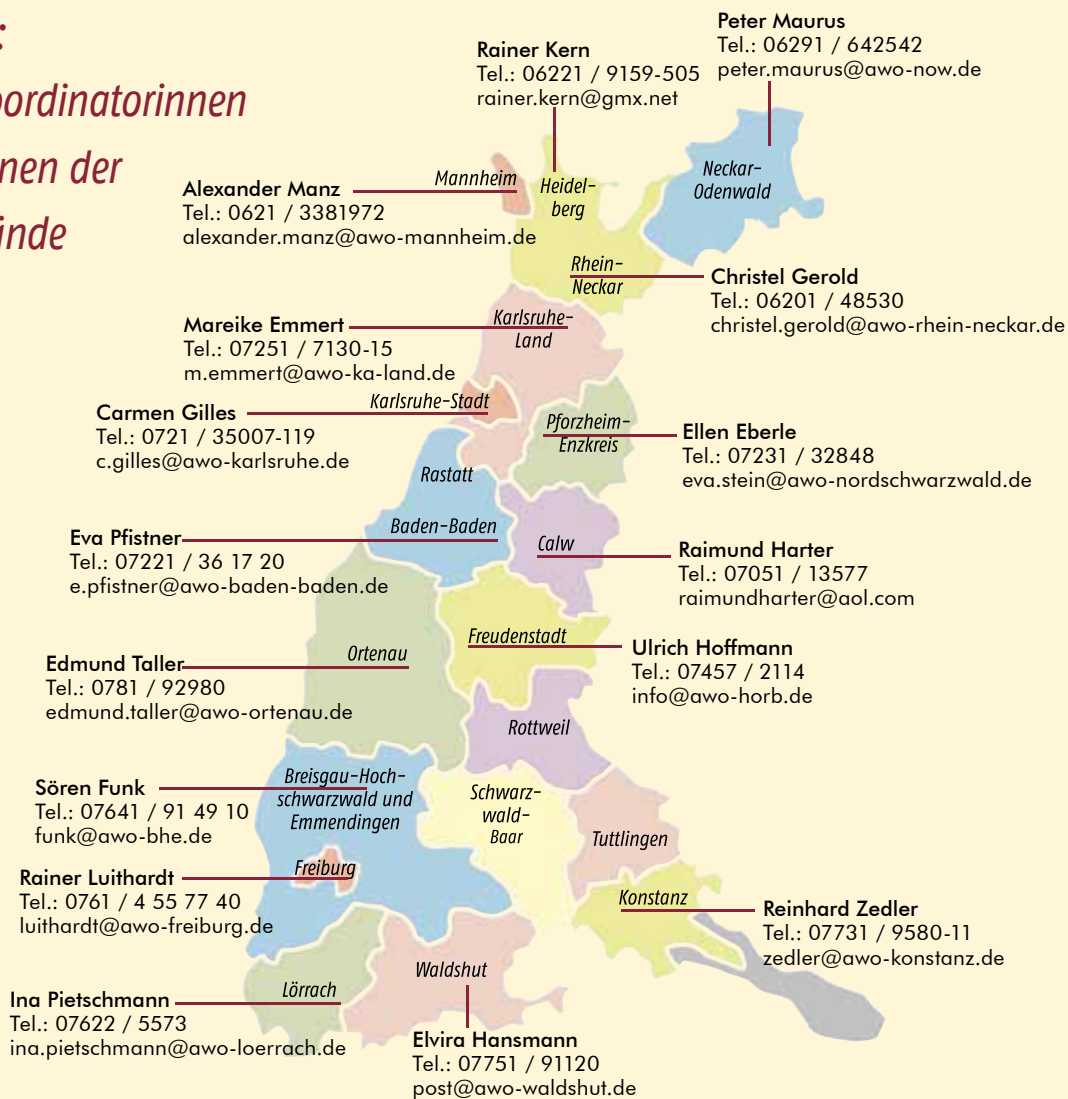 :
ordinatorinnen
nen der
Peter Maurus
Tel.: 06291 / 642542
peter.maurus@awo-now.de
Rainer Kern
Tel.: 06221 / 9159-505
rainer.kern@gmx.net
Neckar-
Odenwald
Mannheim
Heidel-
berg
Alexander Manz
Tel.: 0621 / 3381972
alexander.manz@awo-mannheim.de
Rhein-
Neckar
Christel Gerold
Tel.: 06201 / 48530
christel.gerold@awo-rhein-neckar.de
Karlsruhe-
Land
Mareike Emmert
Tel.: 07251 / 7130-15
m.emmert@awo-ka-land.de
Karlsruhe-Stadt
Carmen Gilles
Tel.: 0721 / 35007-119
c.gilles@awo-karlsruhe.de
Pforzheim-
Enzkreis
Ellen Eberle
Tel.: 07231 / 32848
eva.stein@awo-nordschwarzwald.de
Rastatt
Baden-Baden
Eva Pfistner
Tel.: 07221 / 36 17 20
e.pfistner@awo-baden-baden.de
Calw
Raimund Harter
Tel.: 07051 / 13577
raimundharter@aol.com
Freudenstadt
Ulrich Hoffmann
Tel.: 07457 / 2114
info@awo-horb.de
Ortenau
Edmund Taller
Tel.: 0781 / 92980
edmund.taller@awo-ortenau.de
Rottweil
Breisgau-Hoch-
schwarzwald und
Emmendingen
Sören Funk
Tel.: 07641 / 91 49 10
funk@awo-bhe.de
Schwarz-
wald-
Baar
Tuttlingen
Freiburg
Rainer Luithardt
Tel.: 0761 / 4 55 77 40
luithardt@awo-freiburg.de
Konstanz
Reinhard Zedler
Tel.: 07731 / 9580-11
zedler@awo-konstanz.de
Waldshut
Lörrach
Ina Pietschmann
Tel.: 07622 / 5573
ina.pietschmann@awo-loerrach.de
Elvira Hansmann
Tel.: 07751 / 91120
post@awo-waldshut.de